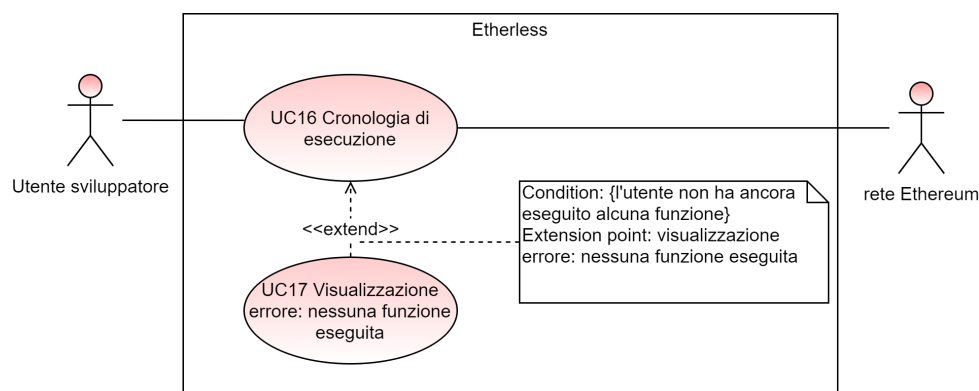 Etherless
UC16 Cronologia di
esecuzione
Utente sviluppatore
rete Ethereum
Condition: {l'utente non ha ancora
eseguito alcuna funzione}
Extension point: visualizzazione
errore: nessuna funzione eseguita
<<extend>>
UC17 Visualizzazione
errore: nessuna funzione
eseguita